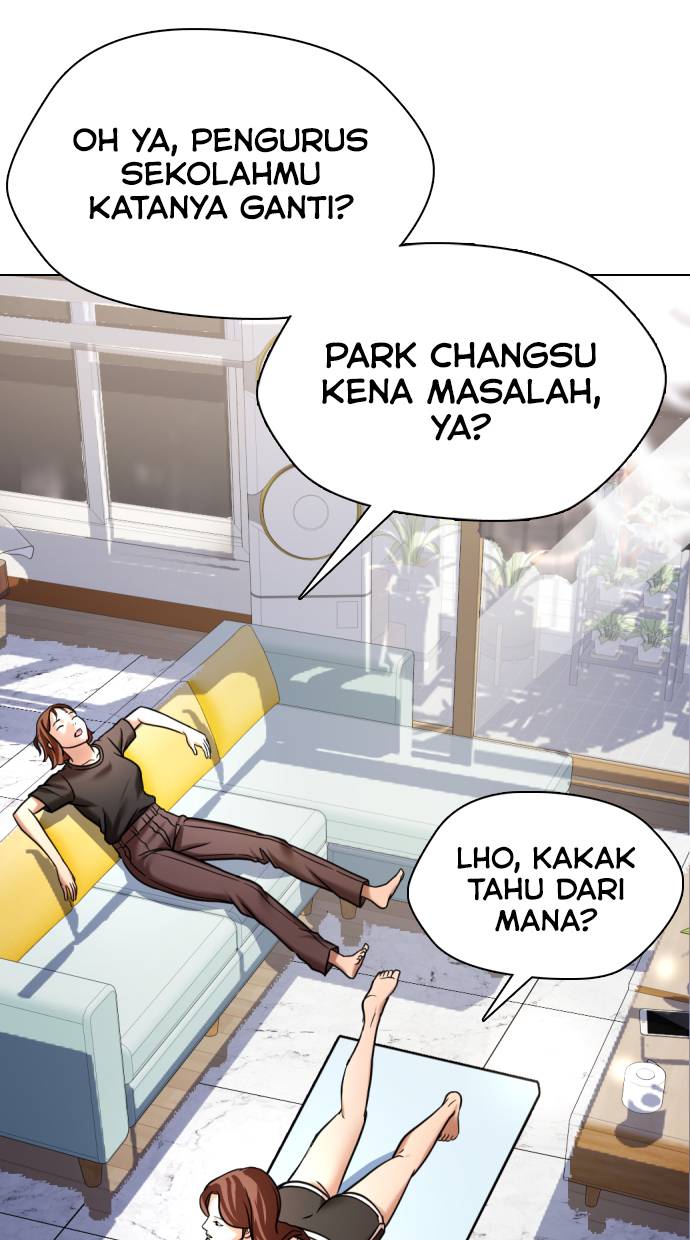 OH YA, PENGURUS
SEKOLAHMU
KATANYA GANTI?
PARK CHANGSU
KENA MASALAH,
YA?
LHO, KAKAK
TAHU DARI
MANA?